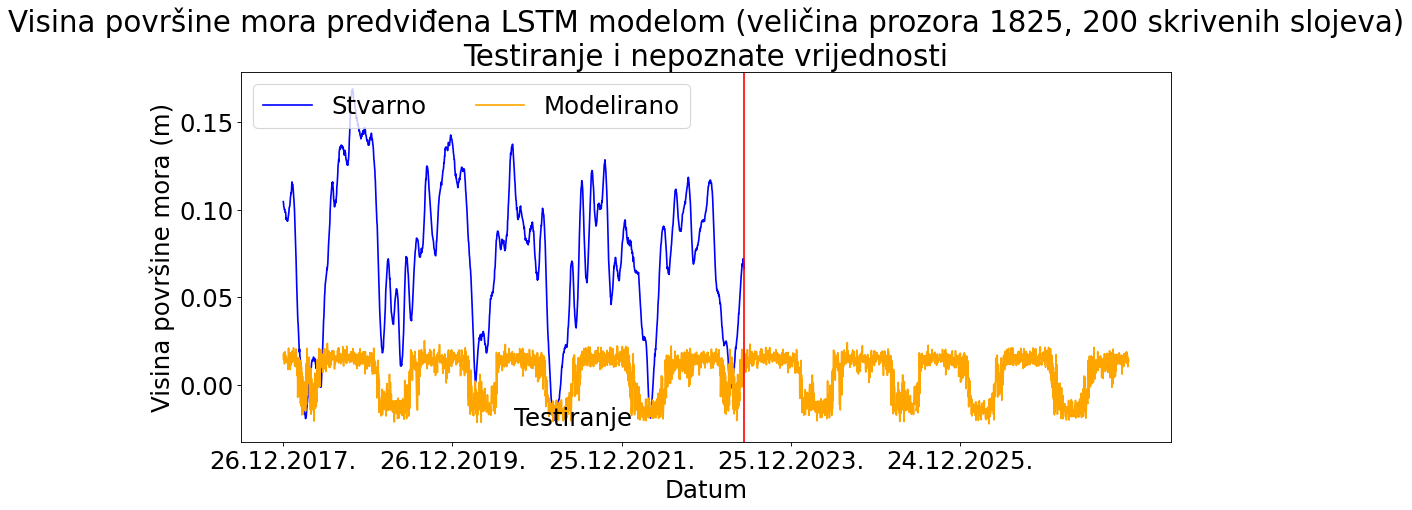 Visina površine mora predviđena LSTM modelom (veličina prozora 1825, 200 skrivenih slojeva)
Testiranje i nepoznate vrijednosti
Stvarno Modelirano
Visina površine mora (m)
0.15
0.10
0.05
0.00
Testiranje
26.12.2017. 26.12.2019. 25.12.2021. 25.12.2023. 24.12.2025.
Datum